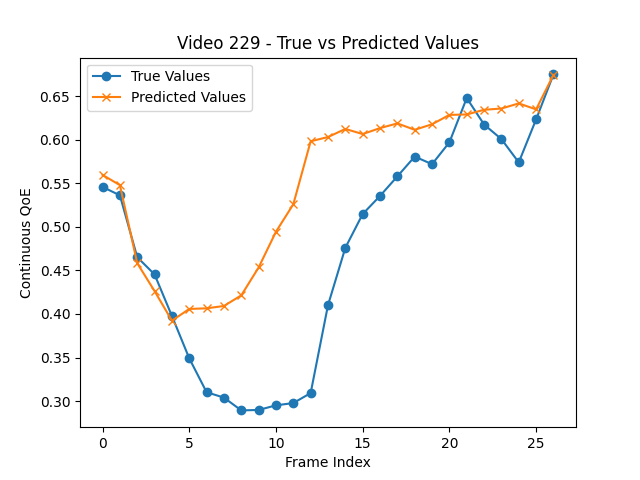 Video 229 - True vs Predicted Values
True Values
Predicted Values
Continuous QoE
0.65
0.60
0.55
0.50
0.45
0.40
0.35
0.30
0
5
10
15
20
25
Frame Index